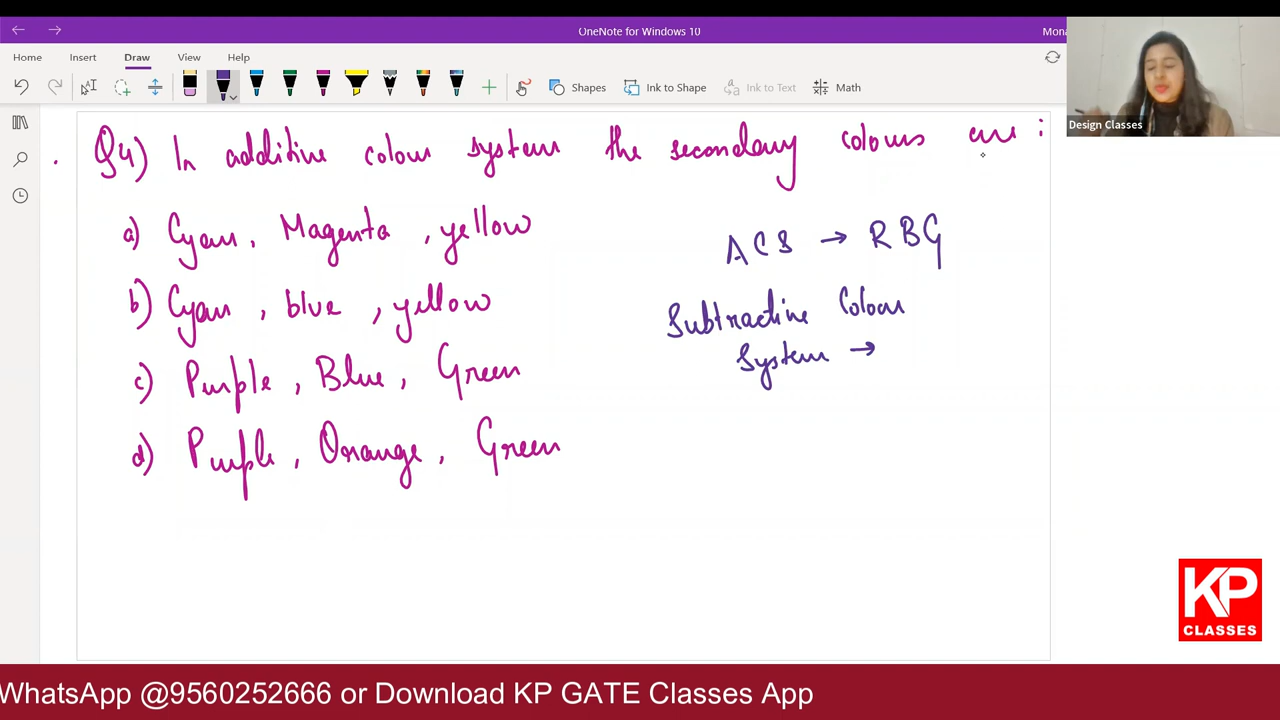 OneNote for Windows 10
Mona
Home Insert Draw View Help
Shapes Ink to Shape Ink to Text Math
Design Classes
Q4) In additive colour system the secondary colours are :
a) Cyan, Magenta, yellow
b) Cyan, blue, yellow
c) Purple, Blue, Green
d) Purple, Orange, Green
ACS → RBG
Subtractive Colour
System →
KP
CLASSES
WhatsApp @9560252666 or Download KP GATE Classes App